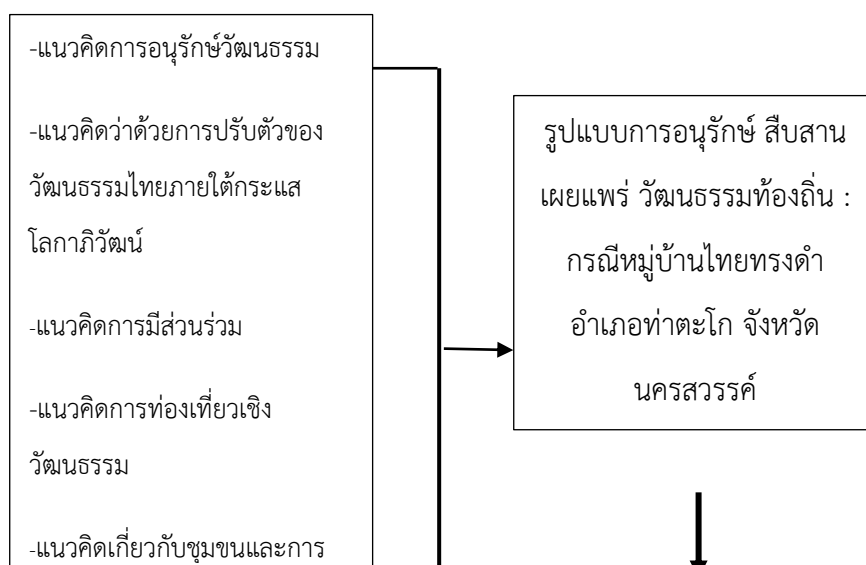 -แนวคิดการอนุรักษ์วัฒนธรรม
-แนวคิดว่าด้วยการปรับตัวของ
วัฒนธรรมไทยภายใต้กระแส
โลกาภิวัฒน์
-แนวคิดการมีส่วนร่วม
-แนวคิดการท่องเที่ยวเชิง
วัฒนธรรม
-แนวคิดเกี่ยวกับชุมชนและการ
รูปแบบการอนุรักษ์ สืบสาน
เผยแพร่ วัฒนธรรมท้องถิ่น :
กรณีหมู่บ้านไทยทรงดำ
อำเภอท่าตะโก จังหวัด
นครสวรรค์